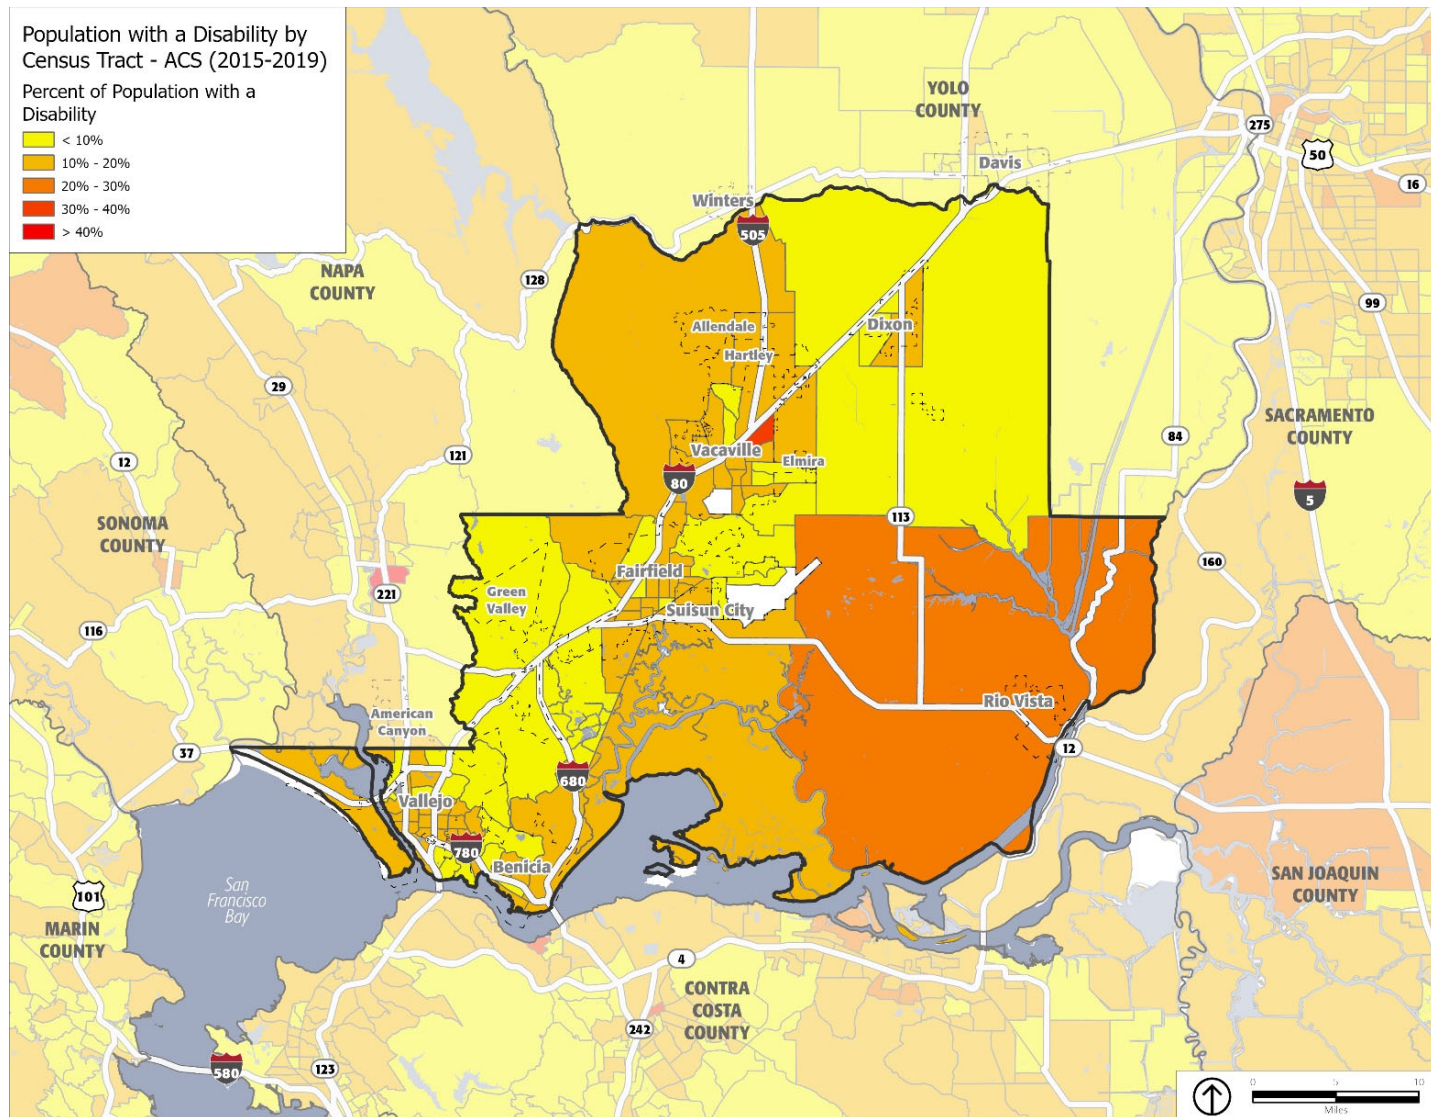 Population with a Disability by
Census Tract - ACS (2015-2019)
Percent of Population with a
Disability
< 10%
10% - 20%
20% - 30%
30% - 40%
> 40%
YOLO
COUNTY
275
50
Davis
16
Winters
505
NAPA
COUNTY
128
99
Allendale
Dixon
Hartley
29
SACRAMENTO
COUNTY
84
121
Vacaville
12
Elmira
80
5
113
SONOMA
COUNTY
160
Fairfield
221
Green
Valley
Suisun City
116
Rio Vista
American
Canyon
37
12
680
Vallejo
780
Benicia
San
Francisco
Bay
101
SAN JOAQUIN
COUNTY
MARIN
COUNTY
4
CONTRA
COSTA
COUNTY
242
580
123
0 5 10
Miles